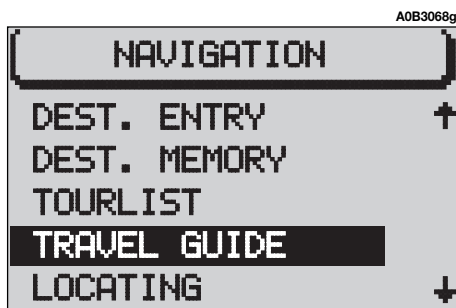 A0B3068g
NAVIGATION
DEST. ENTRY
DEST. MEMORY
TOURLIST
TRAVEL GUIDE
LOCATING